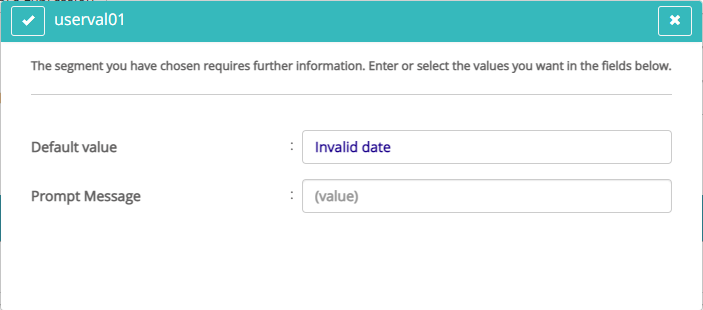 userval01
The segment you have chosen requires further information. Enter or select the values you want in the fields below.
Default value : Invalid date
Prompt Message : (value)